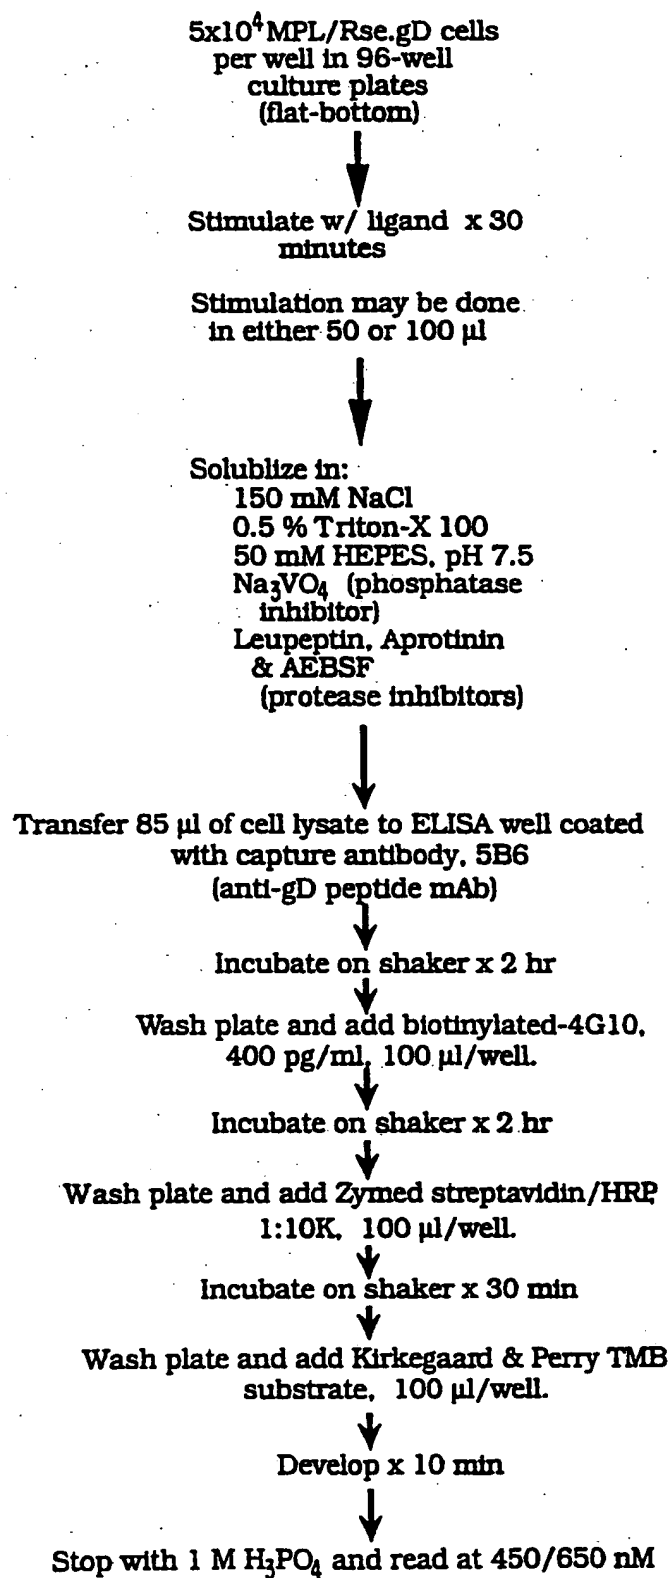 5x10⁴ MPL/Rse.gD cells
per well in 96-well
culture plates
(flat-bottom)
Stimulate w/ ligand x 30
minutes
Stimulation may be done
in either 50 or 100 µl
Solublize in:
150 mM NaCl
0.5 % Triton-X 100
50 mM HEPES, pH 7.5
Na₃VO₄ (phosphatase
inhibitor)
Leupeptin, Aprotinin
& AEBSF
(protease inhibitors)
Transfer 85 µl of cell lysate to ELISA well coated
with capture antibody, 5B6
(anti-gD peptide mAb)
Incubate on shaker x 2 hr
Wash plate and add biotinylated-4G10,
400 pg/ml, 100 µl/well.
Incubate on shaker x 2 hr
Wash plate and add Zymed streptavidin/HRP,
1:10K, 100 µl/well.
Incubate on shaker x 30 min
Wash plate and add Kirkegaard & Perry TMB
substrate, 100 µl/well.
Develop x 10 min
Stop with 1 M H₃PO₄ and read at 450/650 nM